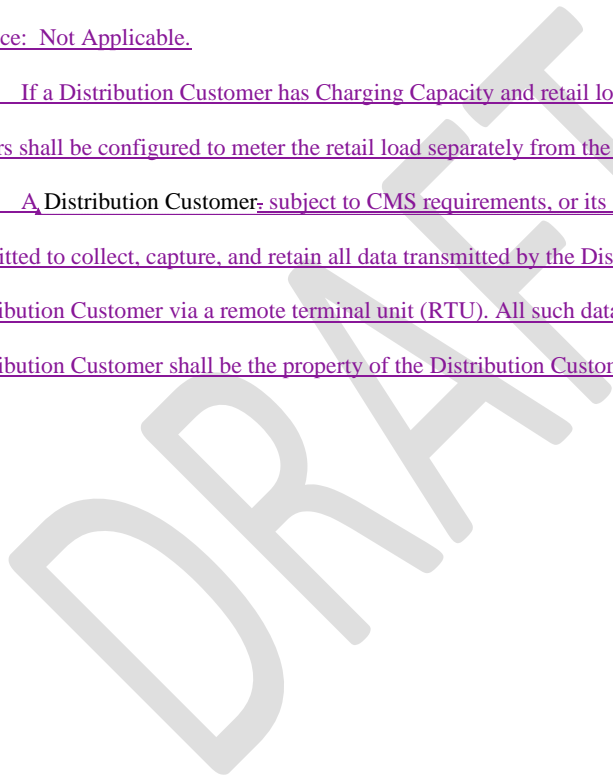 ce: Not Applicable.
If a Distribution Customer has Charging Capacity and retail lo
rs shall be configured to meter the retail load separately from the
A, Distribution Customer. subject to CMS requirements, or its
itted to collect, capture, and retain all data transmitted by the Dis
ribution Customer via a remote terminal unit (RTU). All such data
ribution Customer shall be the property of the Distribution Custom
DRAFT